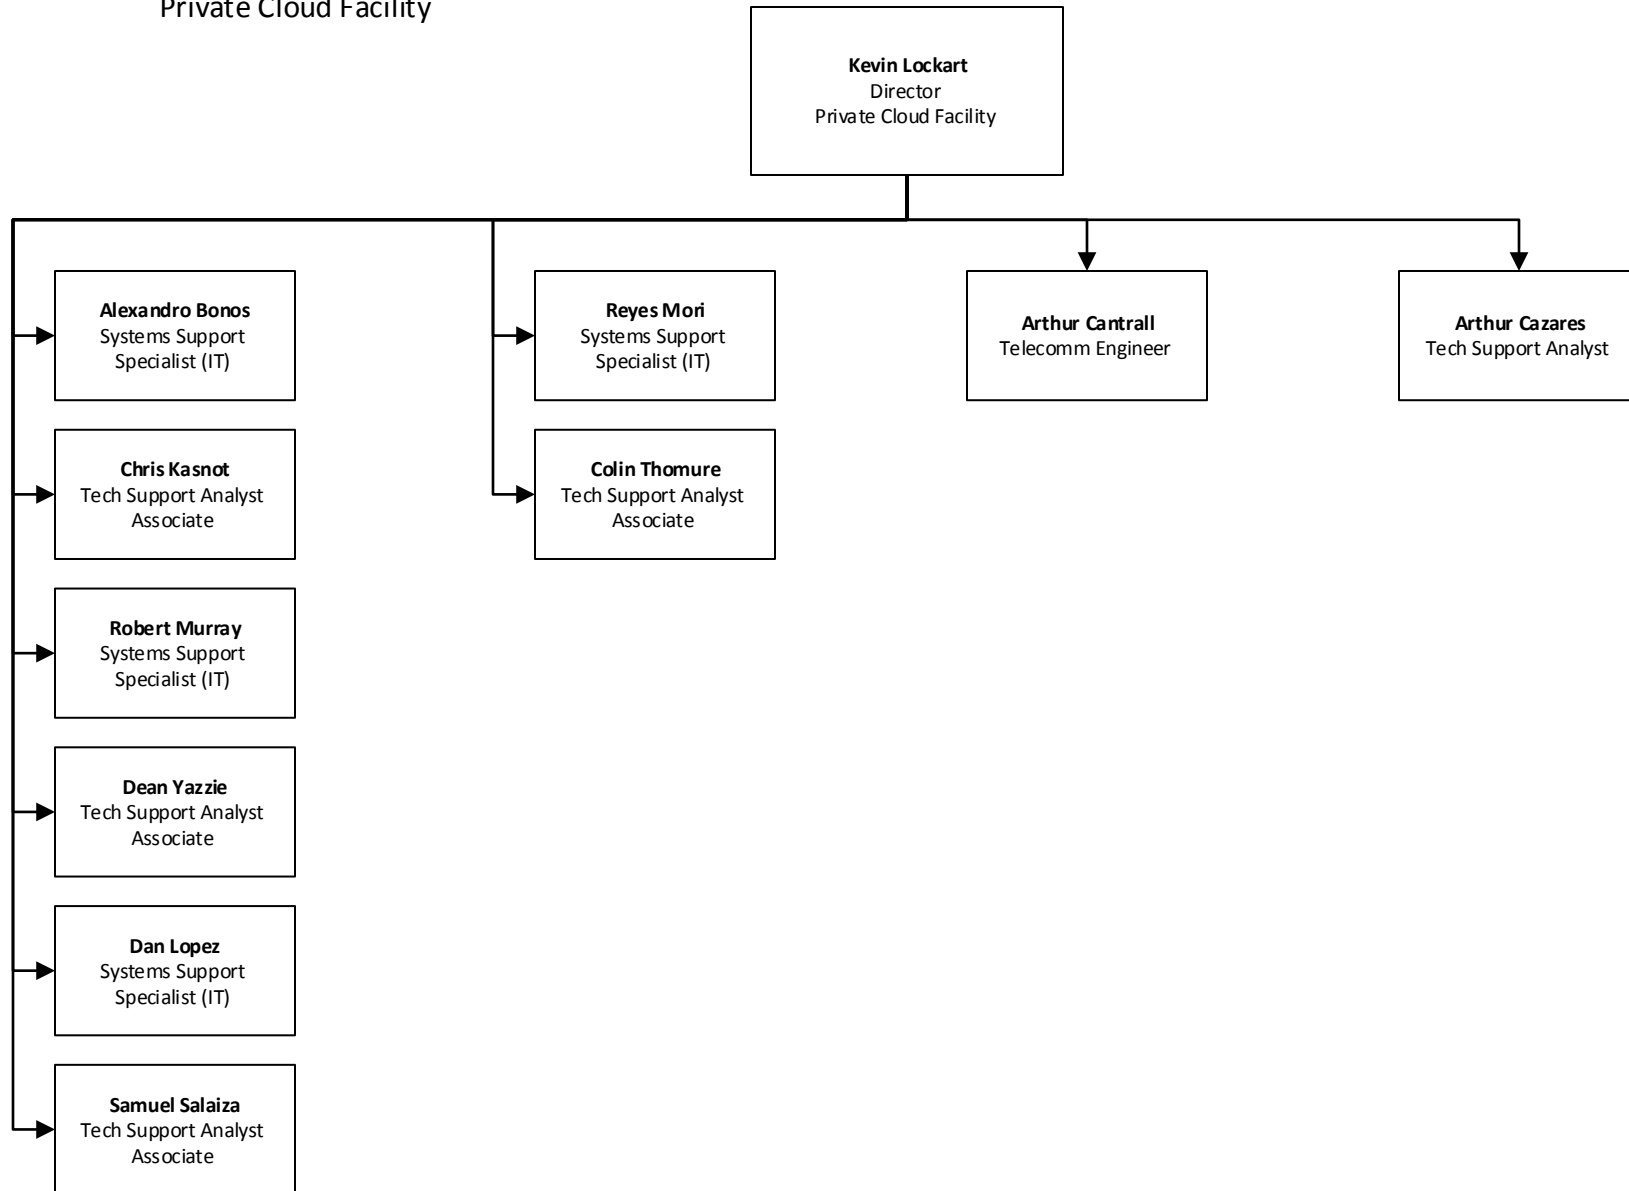 Private Cloud Facility
Kevin Lockart
Director
Private Cloud Facility
Alexandro Bonos
Systems Support
Specialist (IT)
Reyes Mori
Systems Support
Specialist (IT)
Arthur Cantrall
Telecomm Engineer
Arthur Cazares
Tech Support Analyst
Chris Kasnot
Tech Support Analyst
Associate
Colin Thomure
Tech Support Analyst
Associate
Robert Murray
Systems Support
Specialist (IT)
Dean Yazzie
Tech Support Analyst
Associate
Dan Lopez
Systems Support
Specialist (IT)
Samuel Salaiza
Tech Support Analyst
Associate